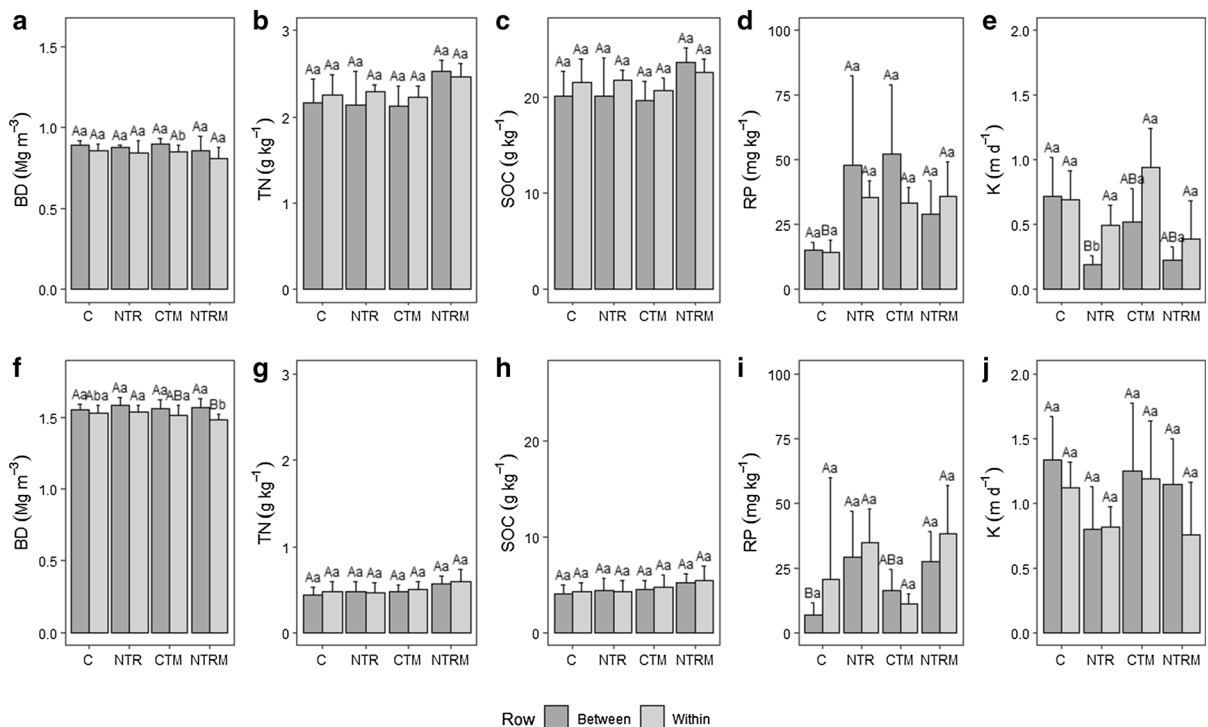 a b c d e
BD (Mg m⁻³)
1.5
1.0
0.5
0.0
Aa Aa Aa Aa Aa Ab Aa Aa
C NTR CTM NTRM
TN (g kg⁻¹)
3
2
1
0
Aa Aa Aa Aa Aa Aa Aa Aa
C NTR CTM NTRM
SOC (g kg⁻¹)
20
10
0
Aa Aa Aa Aa Aa Aa Aa Aa
C NTR CTM NTRM
RP (mg kg⁻¹)
100
75
50
25
0
Aa Ba Aa Aa Aa Aa Aa Aa
C NTR CTM NTRM
K (m d⁻¹)
2.0
1.5
1.0
0.5
0.0
Aa Aa Bb Aa ABa Aa ABa Aa
C NTR CTM NTRM
f g h i j
BD (Mg m⁻³)
1.5
1.0
0.5
0.0
Aa Aba Aa Aa Aa ABa Aa Bb
C NTR CTM NTRM
TN (g kg⁻¹)
3
2
1
0
Aa Aa Aa Aa Aa Aa Aa Aa
C NTR CTM NTRM
SOC (g kg⁻¹)
20
10
0
Aa Aa Aa Aa Aa Aa Aa Aa
C NTR CTM NTRM
RP (mg kg⁻¹)
100
75
50
25
0
Ba Aa Aa Aa ABa Aa Aa Aa
C NTR CTM NTRM
K (m d⁻¹)
2.0
1.5
1.0
0.5
0.0
Aa Aa Aa Aa Aa Aa Aa Aa
C NTR CTM NTRM
Row Between Within